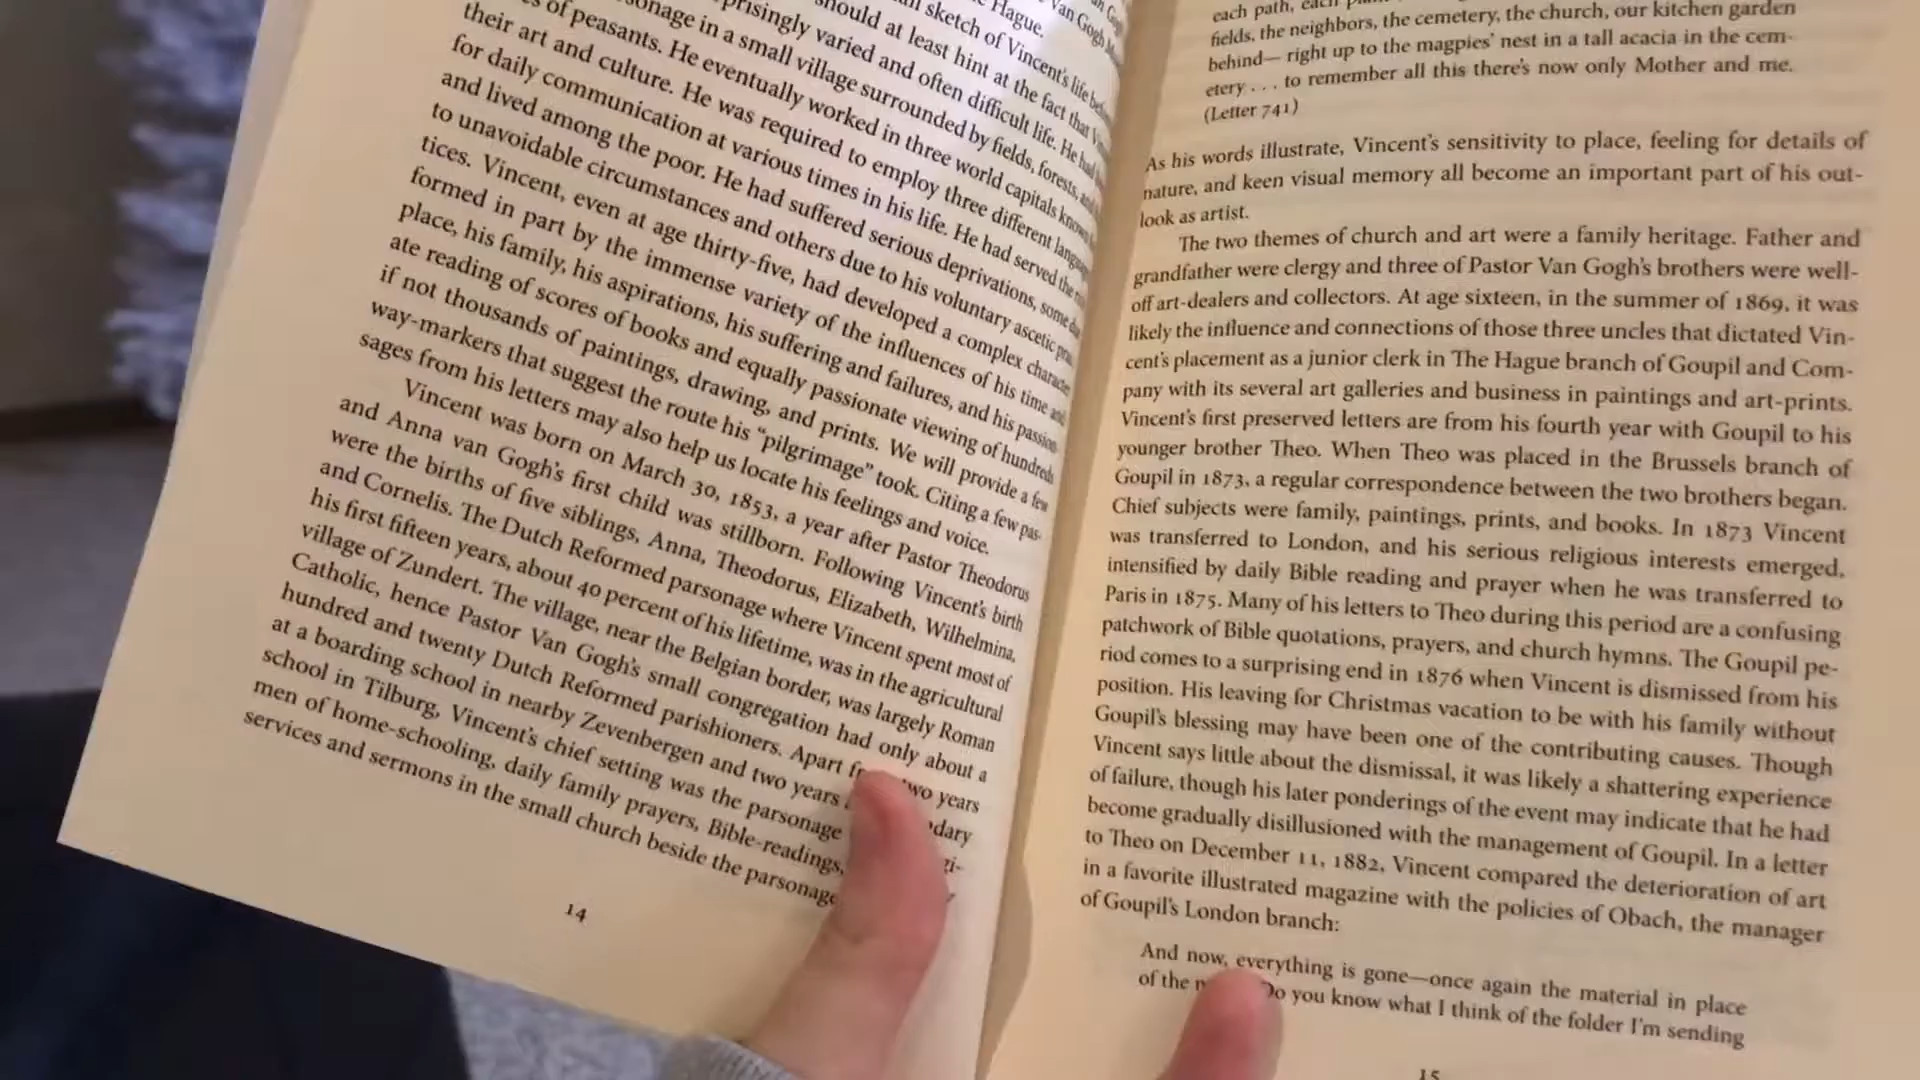 Van Gogh
Hague.
sketch of Vincent's life
should at least hint at the fact that
varied and often difficult life. He had
in a small village surrounded by fields, forests, and
of peasants. He eventually worked in three world capitals known
their art and culture. He was required to employ three different
for daily communication at various times in his life. He had served the
and lived among the poor. He had suffered serious deprivations, some
to unavoidable circumstances and others due to his voluntary ascetic prac-
tices. Vincent, even at age thirty-five, had developed a complex character
formed in part by the immense variety of the influences of his time and
place, his family, his aspirations, his suffering and failures, and his passion-
ate reading of scores of books and equally passionate viewing of hundreds
if not thousands of paintings, drawing, and prints. We will provide a few
way-markers that suggest the route his “pilgrimage” took. Citing a few pas-
sages from his letters may also help us locate his feelings and voice.
Vincent was born on March 30, 1853, a year after Pastor Theodorus
and Anna van Gogh's first child was stillborn. Following Vincent's birth
were the births of five siblings, Anna, Theodorus, Elizabeth, Wilhelmina,
and Cornelis. The Dutch Reformed parsonage where Vincent spent most of
his first fifteen years, about 40 percent of his lifetime, was in the agricultural
village of Zundert. The village, near the Belgian border, was largely Roman
Catholic, hence Pastor Van Gogh's small congregation had only about a
hundred and twenty Dutch Reformed parishioners. Apart two years
at a boarding school in nearby Zevenbergen and two years
school in Tilburg, Vincent's chief setting was the parsonage
men of home-schooling, daily family prayers, Bible-readings,
services and sermons in the small church beside the parsonage
14
each path, each
fields, the neighbors, the cemetery, the church, our kitchen garden
behind— right up to the magpies' nest in a tall acacia in the cem-
etery . . . to remember all this there's now only Mother and me.
(Letter 741)
As his words illustrate, Vincent's sensitivity to place, feeling for details of
nature, and keen visual memory all become an important part of his out-
look as artist.
The two themes of church and art were a family heritage. Father and
grandfather were clergy and three of Pastor Van Gogh's brothers were well-
off art-dealers and collectors. At age sixteen, in the summer of 1869, it was
likely the influence and connections of those three uncles that dictated Vin-
cent's placement as a junior clerk in The Hague branch of Goupil and Com-
pany with its several art galleries and business in paintings and art-prints.
Vincent's first preserved letters are from his fourth year with Goupil to his
younger brother Theo. When Theo was placed in the Brussels branch of
Goupil in 1873, a regular correspondence between the two brothers began.
Chief subjects were family, paintings, prints, and books. In 1873 Vincent
was transferred to London, and his serious religious interests emerged,
intensified by daily Bible reading and prayer when he was transferred to
Paris in 1875. Many of his letters to Theo during this period are a confusing
patchwork of Bible quotations, prayers, and church hymns. The Goupil pe-
riod comes to a surprising end in 1876 when Vincent is dismissed from his
position. His leaving for Christmas vacation to be with his family without
Goupil's blessing may have been one of the contributing causes. Though
Vincent says little about the dismissal, it was likely a shattering experience
of failure, though his later ponderings of the event may indicate that he had
become gradually disillusioned with the management of Goupil. In a letter
to Theo on December 11, 1882, Vincent compared the deterioration of art
in a favorite illustrated magazine with the policies of Obach, the manager
of Goupil's London branch:
And now, everything is gone—once again the material in place
of the Do you know what I think of the folder I'm sending
15